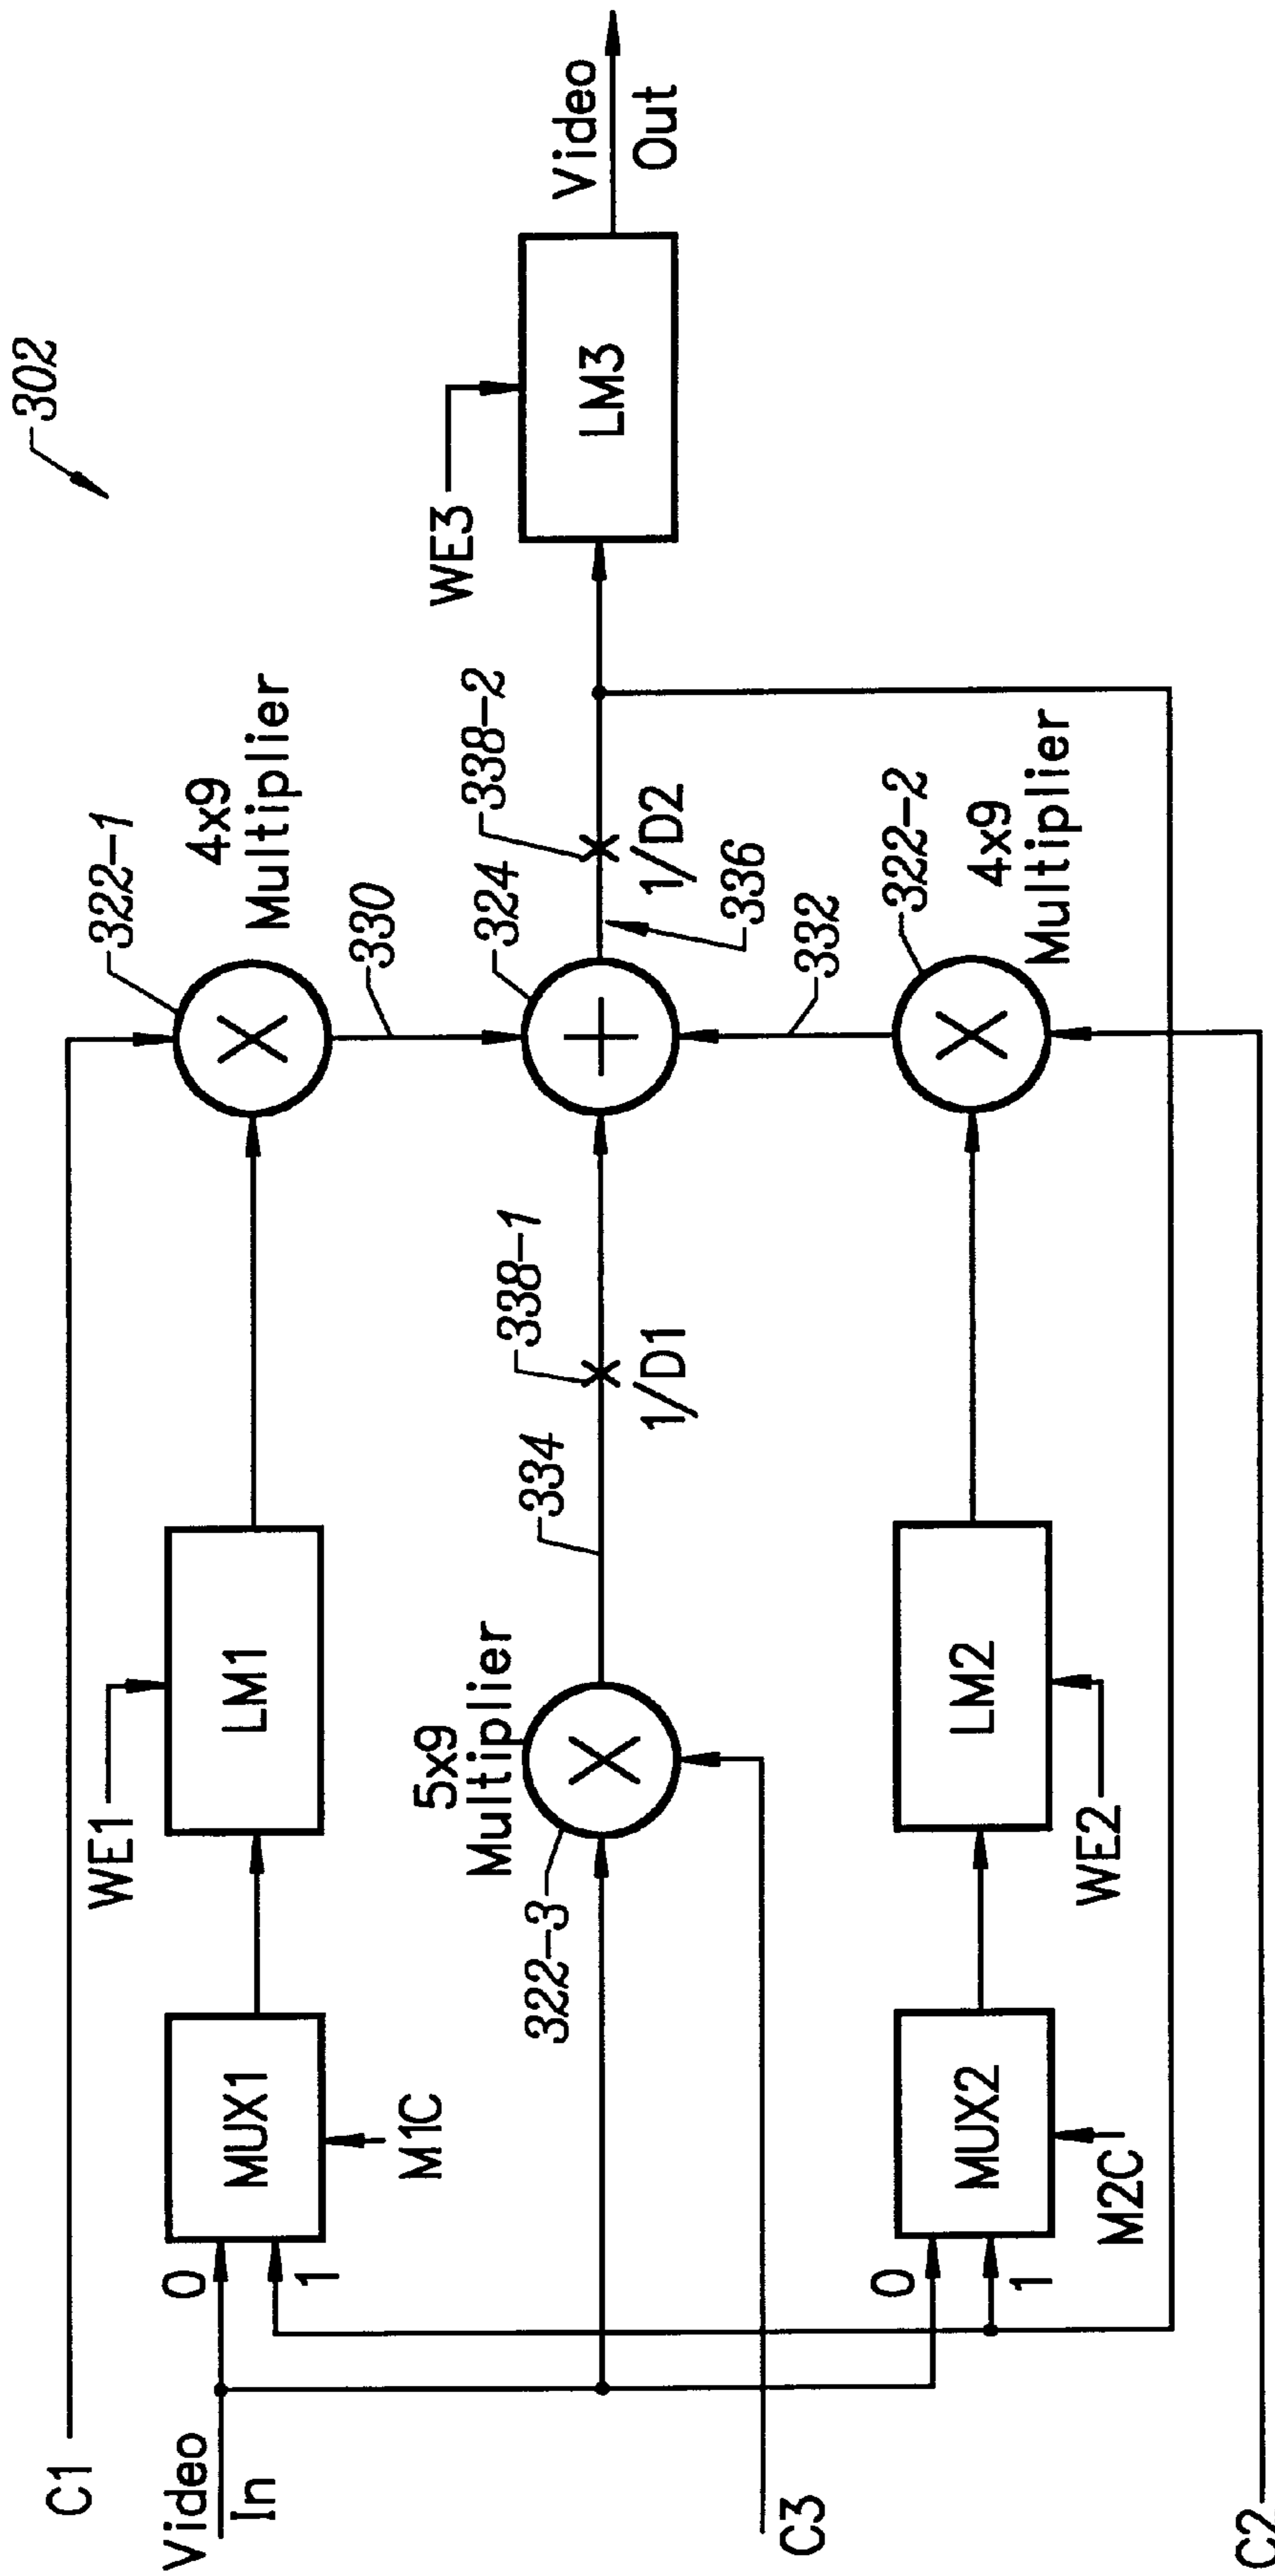 302
C1
322-1
4x9
Multiplier
WE1
330
Video
In
0
1
MUX1
M1C
LM1
5x9
Multiplier
322-3
334
338-1
1/D1
324
338-2
1/D2
336
WE3
LM3
Video
Out
C3
332
322-2
4x9
Multiplier
0
1
MUX2
M2C
LM2
WE2
C2